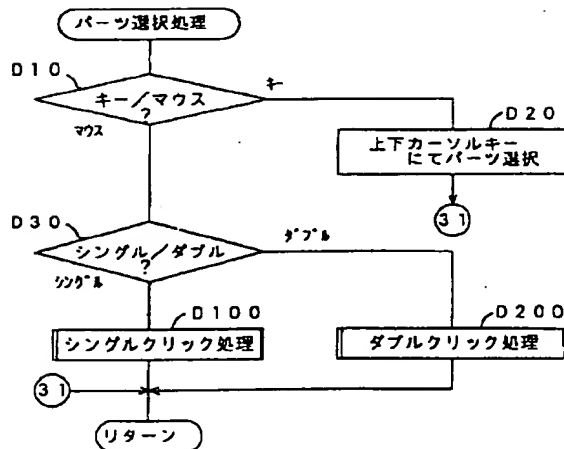 パーツ選択処理
D10
キー/マウス
?
キー
マウス
D20
上下カーソルキー
にてパーツ選択
31
D30
シングル/ダブル
?
ダブル
シングル
D100
シングルクリック処理
D200
ダブルクリック処理
31
リターン